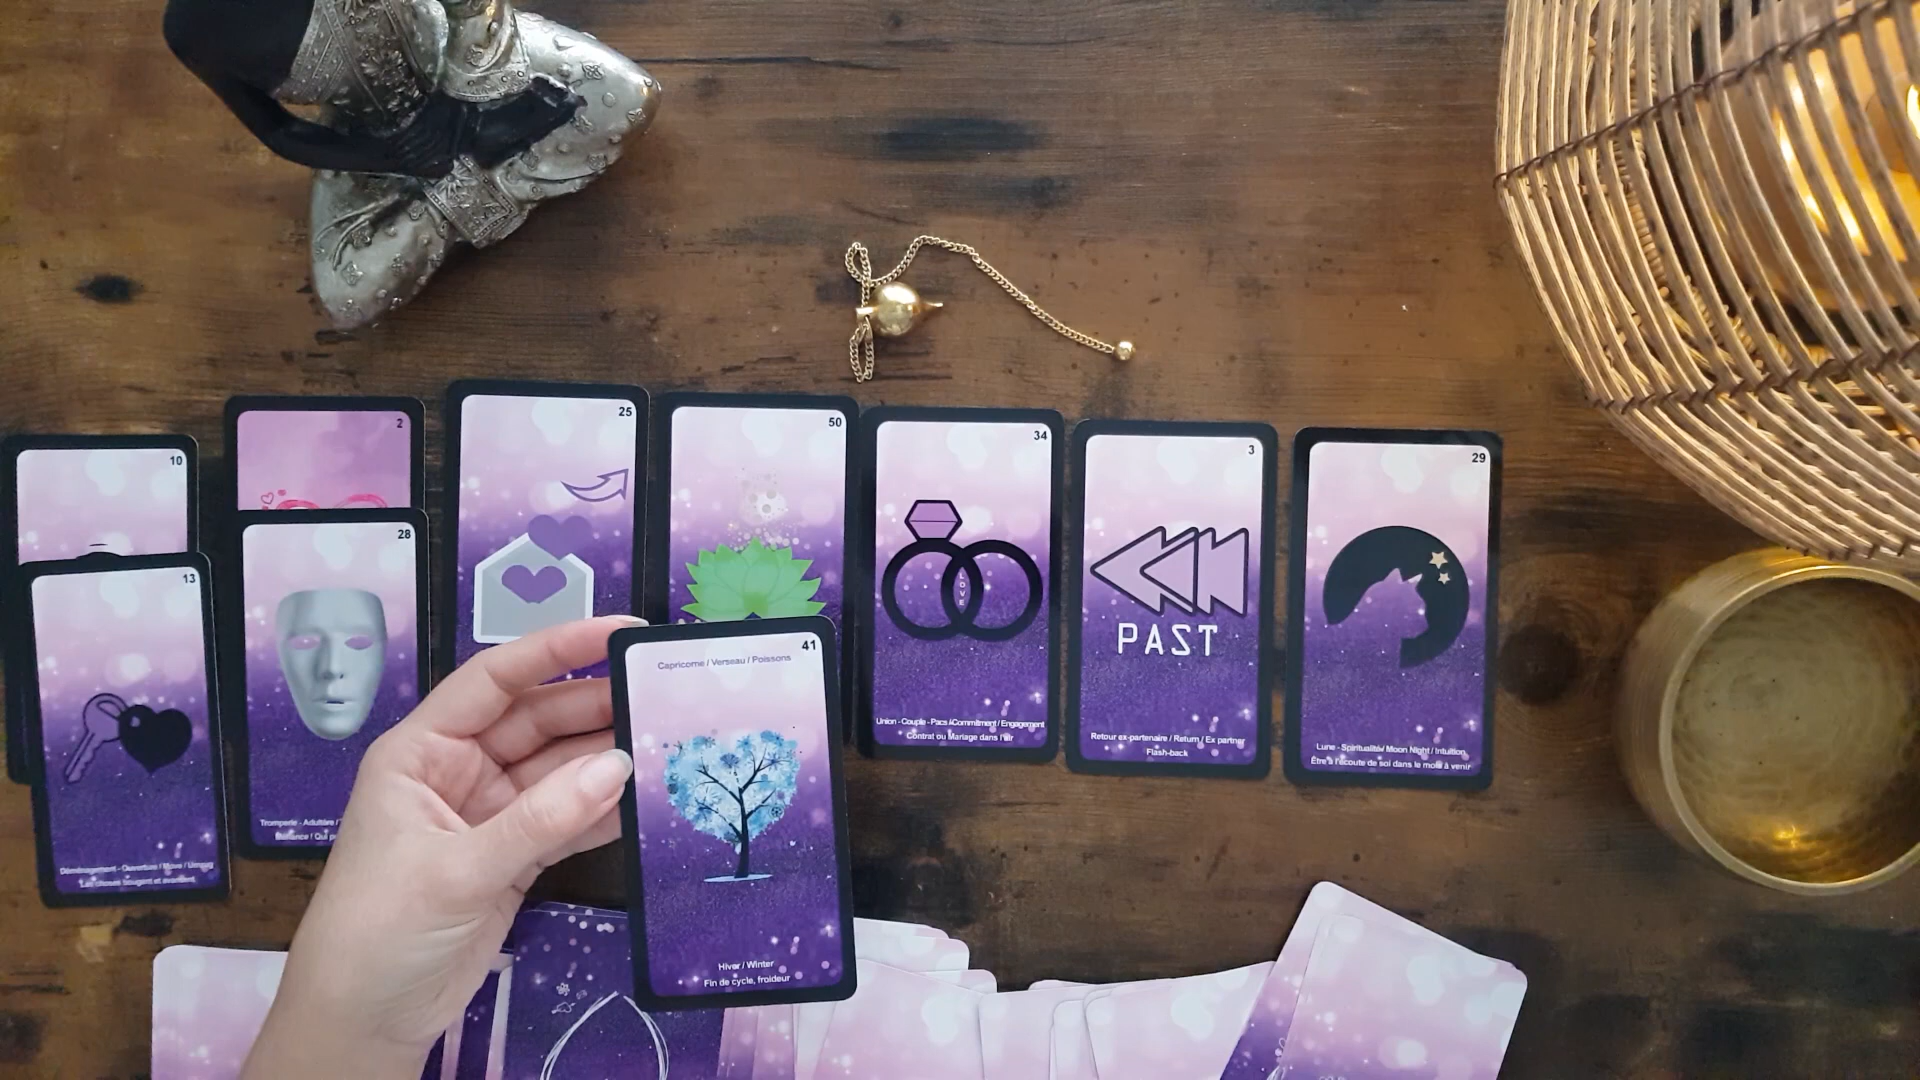 10
13
Déménagement - Ouverture / Move / Umzug
Les choses bougent et avancent
2
28
Tromperie - Adultère /
Méfiance ! Qui
25
50
41
Capricorne / Verseau / Poissons
Hiver / Winter
Fin de cycle, froideur
34
LOVE
Union - Couple - Pacs / Commitment / Engagement
Contrat ou Mariage dans l'air
3
PAST
Retour ex-partenaire / Return / Ex partner
Flash-back
29
Lune - Spiritualité / Moon Night / Intuition
Être à l'écoute de soi dans le mois à venir